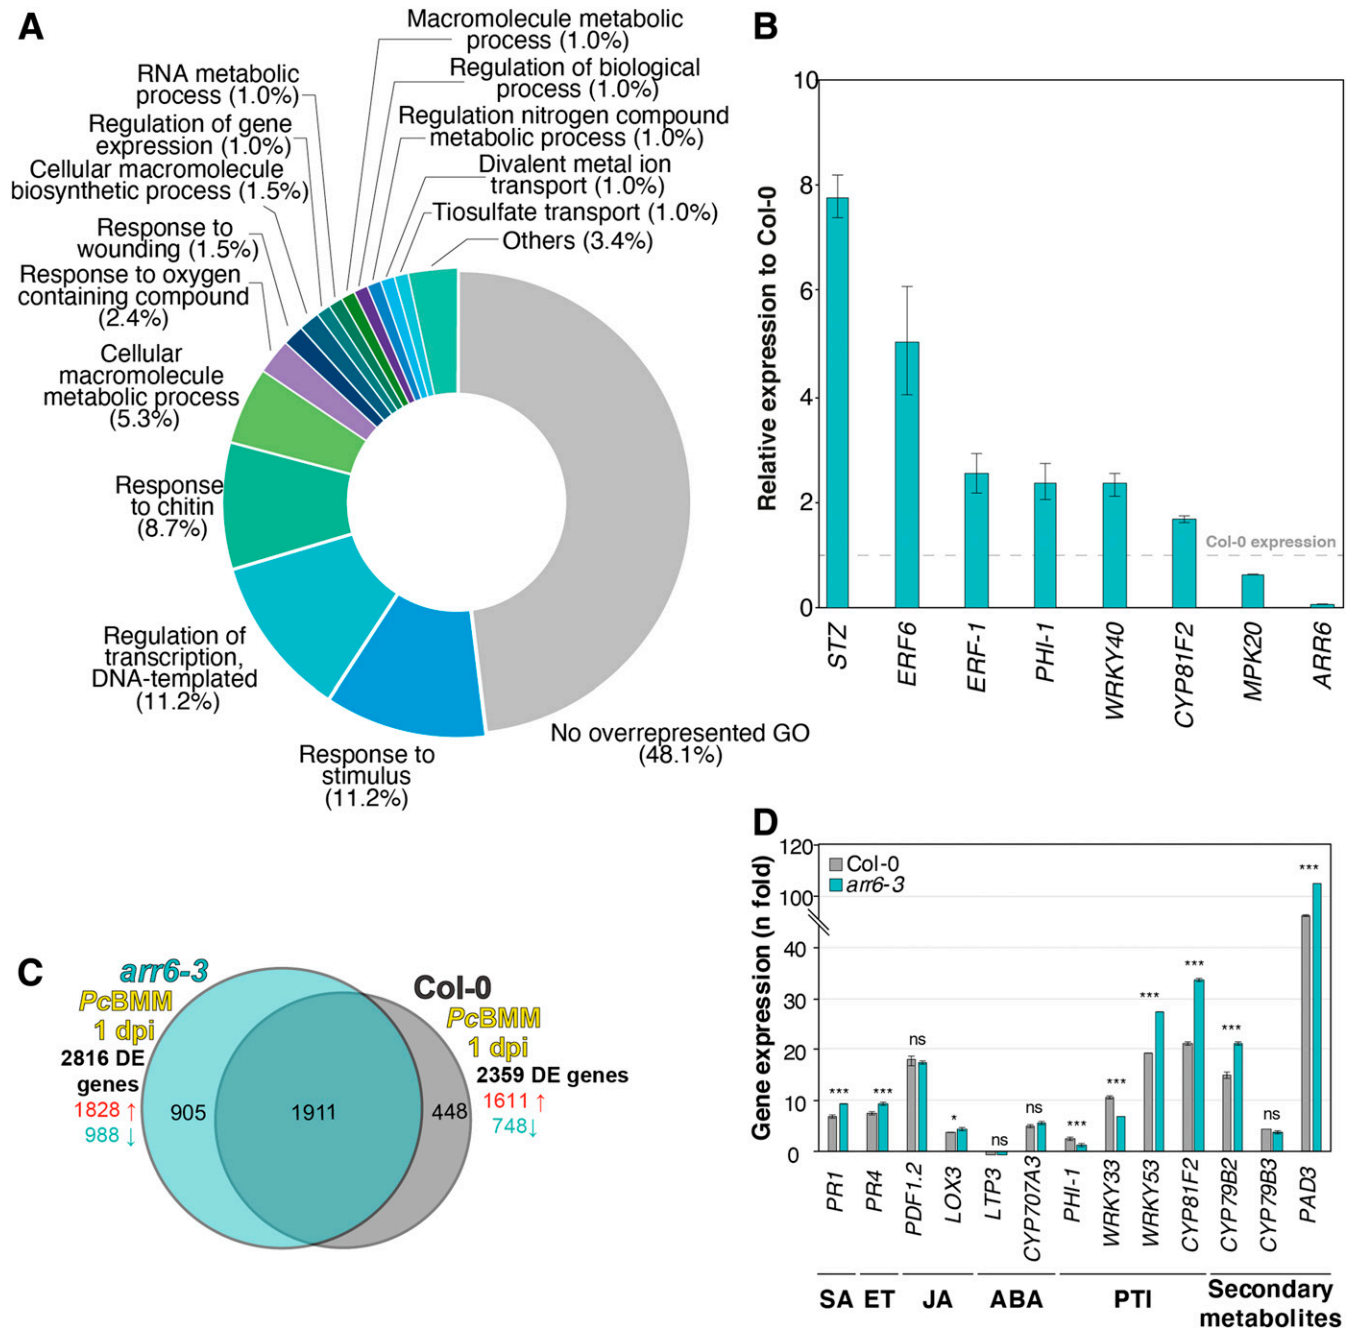 A
Macromolecule metabolic
process (1.0%)
RNA metabolic
process (1.0%)
Regulation of biological
process (1.0%)
Regulation of gene
expression (1.0%)
Regulation nitrogen compound
metabolic process (1.0%)
Cellular macromolecule
biosynthetic process (1.5%)
Divalent metal ion
transport (1.0%)
Tiosulfate transport (1.0%)
Response to
wounding (1.5%)
Others (3.4%)
Response to oxygen
containing compound
(2.4%)
Cellular
macromolecule
metabolic process
(5.3%)
Response
to chitin
(8.7%)
Regulation of
transcription,
DNA-templated
(11.2%)
Response to
stimulus
(11.2%)
No overrepresented GO
(48.1%)
B
Relative expression to Col-0
10
8
6
4
2
0
Col-0 expression
STZ
ERF6
ERF-1
PHI-1
WRKY40
CYP81F2
MPK20
ARR6
C
arr6-3
PcBMM
1 dpi
2816 DE
genes
1828 ↑
988 ↓
905
1911
448
Col-0
PcBMM
1 dpi
2359 DE genes
1611 ↑
748↓
D
Gene expression (n fold)
120
100
40
30
20
10
0
Col-0
arr6-3
***
***
ns
*
ns
ns
***
***
***
***
***
ns
***
PR1
PR4
PDF1.2
LOX3
LTP3
CYP707A3
PHI-1
WRKY33
WRKY53
CYP81F2
CYP79B2
CYP79B3
PAD3
SA
ET
JA
ABA
PTI
Secondary
metabolites